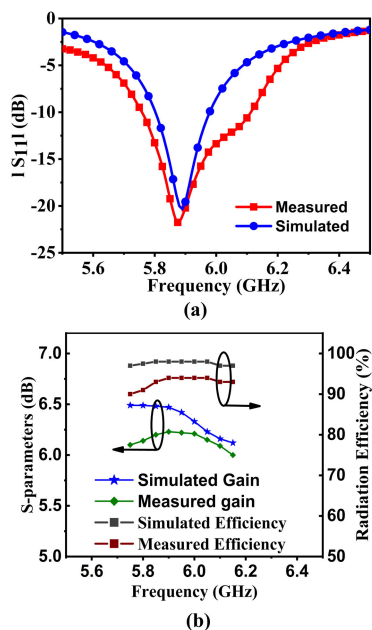 0
-5
-10
-15
-20
-25
| S11| (dB)
Measured
Simulated
5.6 5.8 6.0 6.2 6.4
Frequency (GHz)
(a)
7.0
6.5
6.0
5.5
5.0
S-parameters (dB)
100
90
80
70
60
50
Radiation Efficiency (%)
Simulated Gain
Measured gain
Simulated Efficiency
Measured Efficiency
5.6 5.8 6.0 6.2 6.4
Frequency (GHz)
(b)